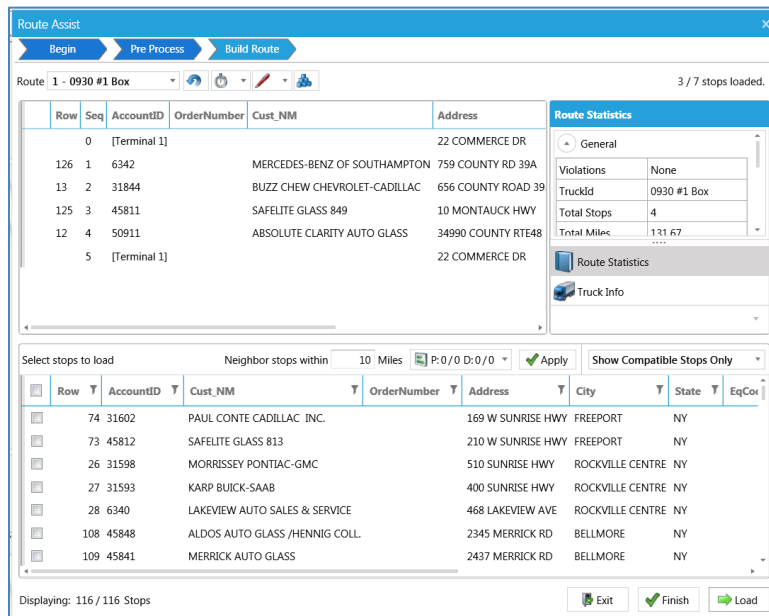 Route Assist
Begin Pre Process Build Route
Route 1 - 0930 #1 Box 3 / 7 stops loaded.
Row Seq AccountID OrderNumber Cust_NM Address
0 [Terminal 1] 22 COMMERCE DR
126 1 6342 MERCEDES-BENZ OF SOUTHAMPTON 759 COUNTY RD 39A
13 2 31844 BUZZ CHEW CHEVROLET-CADILLAC 656 COUNTY ROAD 39
125 3 45811 SAFELITE GLASS 849 10 MONTAUCK HWY
12 4 50911 ABSOLUTE CLARITY AUTO GLASS 34990 COUNTY RTE48
5 [Terminal 1] 22 COMMERCE DR
Route Statistics
General
Violations None
TruckId 0930 #1 Box
Total Stops 4
Total Miles 131.67
Route Statistics
Truck Info
Select stops to load Neighbor stops within 10 Miles P:0/0 D:0/0 Apply Show Compatible Stops Only
Row AccountID Cust_NM OrderNumber Address City State EqCo
74 31602 PAUL CONTE CADILLAC INC. 169 W SUNRISE HWY FREEPORT NY
73 45812 SAFELITE GLASS 813 210 W SUNRISE HWY FREEPORT NY
26 31598 MORRISSEY PONTIAC-GMC 510 SUNRISE HWY ROCKVILLE CENTRE NY
27 31593 KARP BUICK-SAAB 400 SUNRISE HWY ROCKVILLE CENTRE NY
28 6340 LAKEVIEW AUTO SALES & SERVICE 468 LAKEVIEW AVE ROCKVILLE CENTRE NY
108 45848 ALDOS AUTO GLASS /HENNIG COLL. 2345 MERRICK RD BELLMORE NY
109 45841 MERRICK AUTO GLASS 2437 MERRICK RD BELLMORE NY
Displaying: 116 / 116 Stops Exit Finish Load